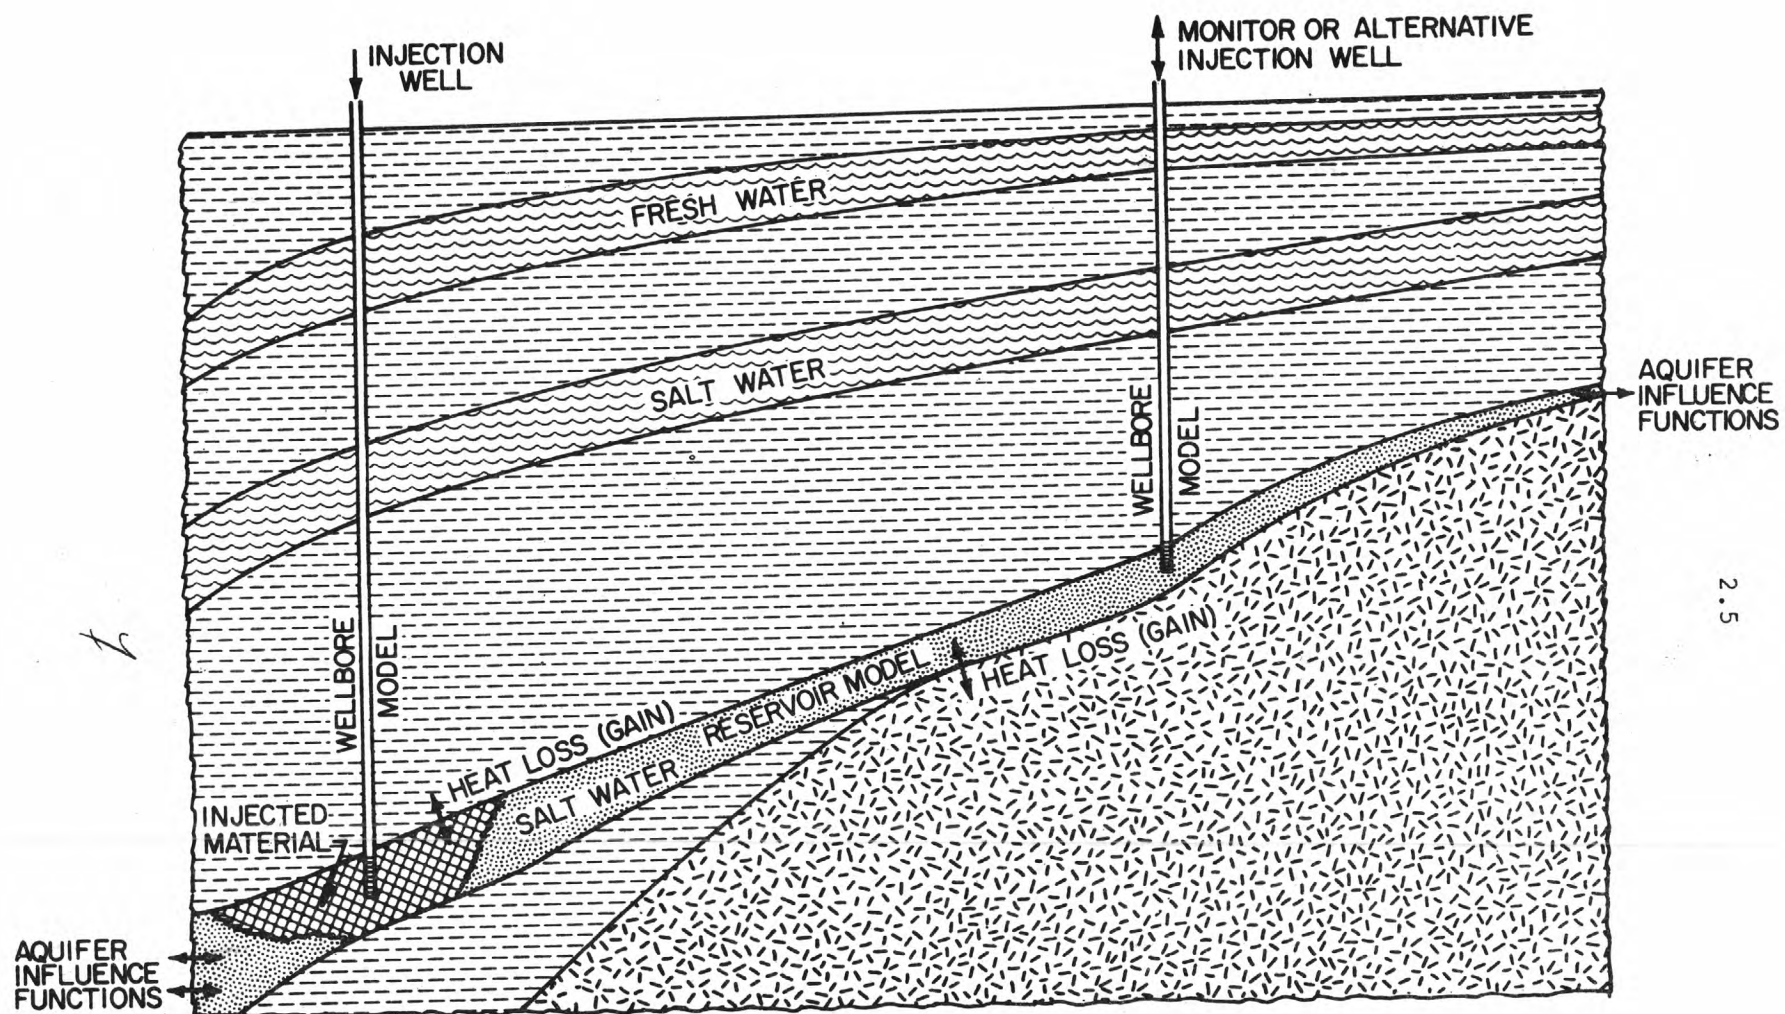 INJECTION
WELL
MONITOR OR ALTERNATIVE
INJECTION WELL
FRESH WATER
SALT WATER
AQUIFER
INFLUENCE
FUNCTIONS
WELLBORE
MODEL
WELLBORE
MODEL
HEAT LOSS (GAIN)
RESERVOIR MODEL
HEAT LOSS (GAIN)
SALT WATER
INJECTED
MATERIAL
AQUIFER
INFLUENCE
FUNCTIONS
2.5